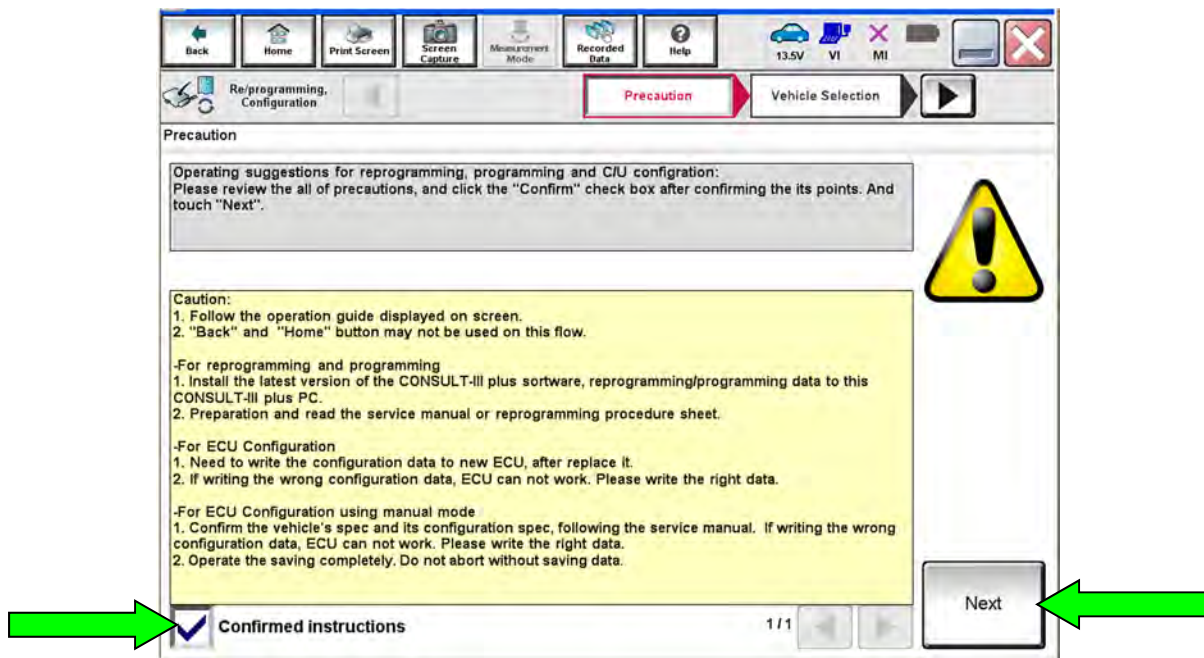 Back
Home
Print Screen
Screen Capture
Measurement Mode
Recorded Data
Help
13.5V
VI
MI
Re/programming, Configuration
Precaution
Vehicle Selection
Precaution
Operating suggestions for reprogramming, programming and C/U configration:
Please review the all of precautions, and click the "Confirm" check box after confirming the its points. And
touch "Next".
Caution:
1. Follow the operation guide displayed on screen.
2. "Back" and "Home" button may not be used on this flow.
-For reprogramming and programming
1. Install the latest version of the CONSULT-III plus sortware, reprogramming/programming data to this
CONSULT-III plus PC.
2. Preparation and read the service manual or reprogramming procedure sheet.
-For ECU Configuration
1. Need to write the configuration data to new ECU, after replace it.
2. If writing the wrong configuration data, ECU can not work. Please write the right data.
-For ECU Configuration using manual mode
1. Confirm the vehicle's spec and its configuration spec, following the service manual. If writing the wrong
configuration data, ECU can not work. Please write the right data.
2. Operate the saving completely. Do not abort without saving data.
Confirmed instructions
1/1
Next